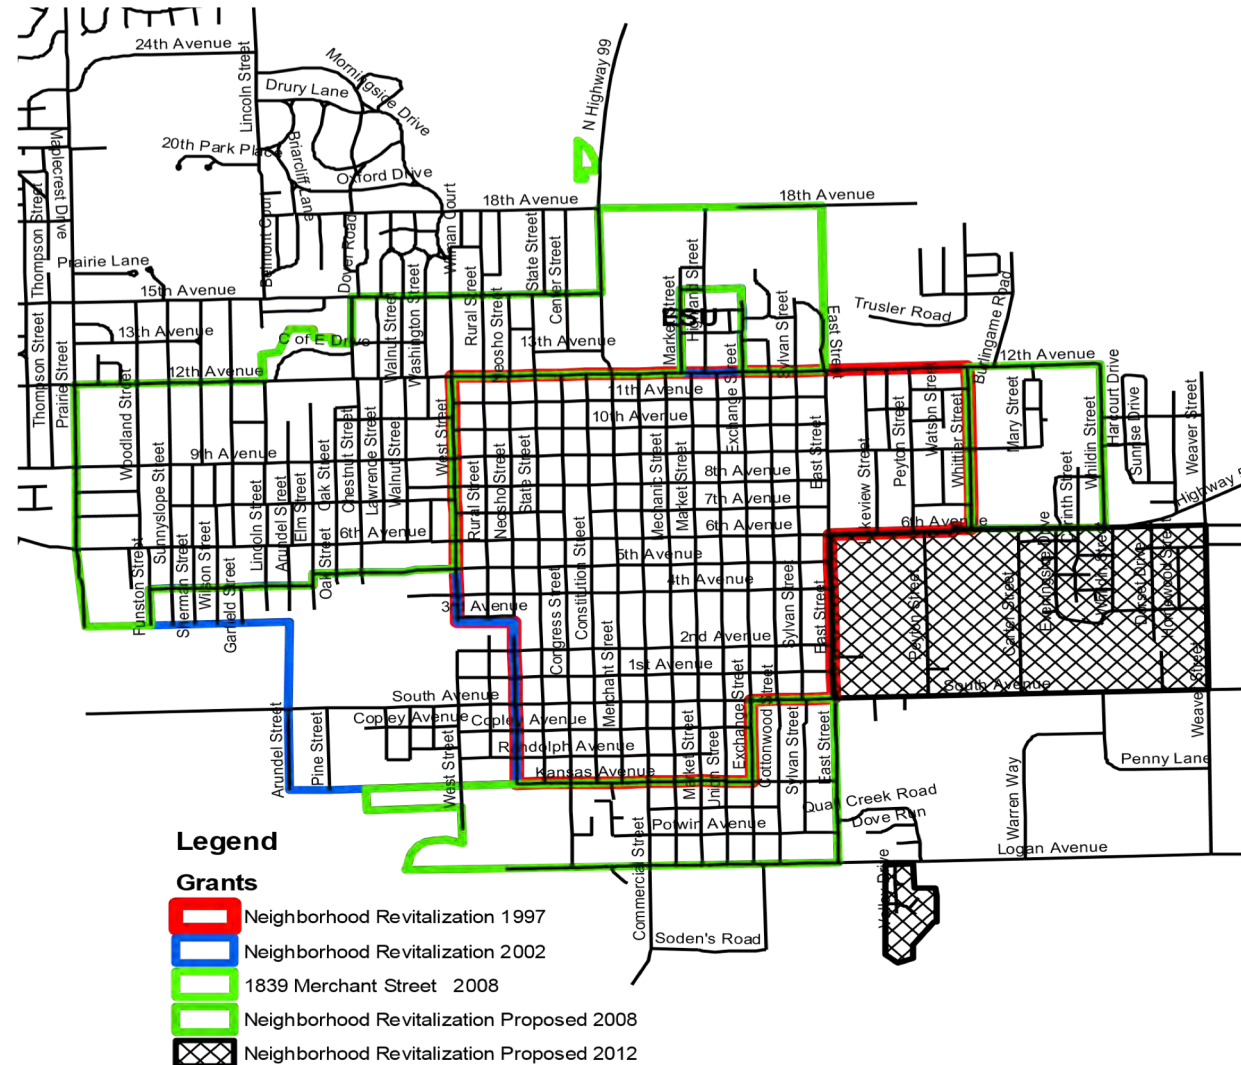 24th Avenue
Morningside Drive
N Highway 99
Lincoln Street
Drury Lane
Maplecrest Drive
20th Park Place
Briarcliff Lane
Oxford Drive
Thompson Street
18th Avenue
18th Avenue
Belmont Court
Dover Road
Wilman Court
State Street
Center Street
Prairie Lane
15th Avenue
Market Street
Highland Street
Burlingame Road
Trusler Road
Thompson Street
Prairie Street
13th Avenue
C of E Drive
Walnut Street
Washington Street
Rural Street
Neosho Street
13th Avenue
ESU
Sylvan Street
East Street
12th Avenue
12th Avenue
Harcourt Drive
Woodland Street
West Street
11th Avenue
Exchange Street
10th Avenue
Watson Street
Whittier Street
Mary Street
Sunrise Drive
Weaver Street
Sunnyslope Street
9th Avenue
Oak Street
Chestnut Street
Lawrence Street
Walnut Street
Rural Street
Neosho Street
State Street
Mechanic Street
Market Street
8th Avenue
7th Avenue
6th Avenue
East Street
Lakeview Street
Peyton Street
6th Avenue
Whildin Street
Lincoln Street
Arundel Street
Elm Street
6th Avenue
Funston Street
Sherman Street
Wilson Street
Garfield Street
Oak Street
5th Avenue
4th Avenue
3rd Avenue
Congress Street
Constitution Street
Sylvan Street
East Street
Peyton Street
Carter Street
Eveningside Drive
Dorset Drive
2nd Avenue
1st Avenue
Merchant Street
Exchange Street
Cottonwood Street
South Avenue
South Avenue
Weaver Street
Copley Avenue
Copley Avenue
Arundel Street
Pine Street
West Street
Randolph Avenue
Kansas Avenue
Market Street
Union Street
Sylvan Street
East Street
Penny Lane
Warren Way
Quail Creek Road
Dove Run
Potwin Avenue
Logan Avenue
Commercial Street
Valley Drive
Soden's Road
Legend
Grants
Neighborhood Revitalization 1997
Neighborhood Revitalization 2002
1839 Merchant Street 2008
Neighborhood Revitalization Proposed 2008
Neighborhood Revitalization Proposed 2012